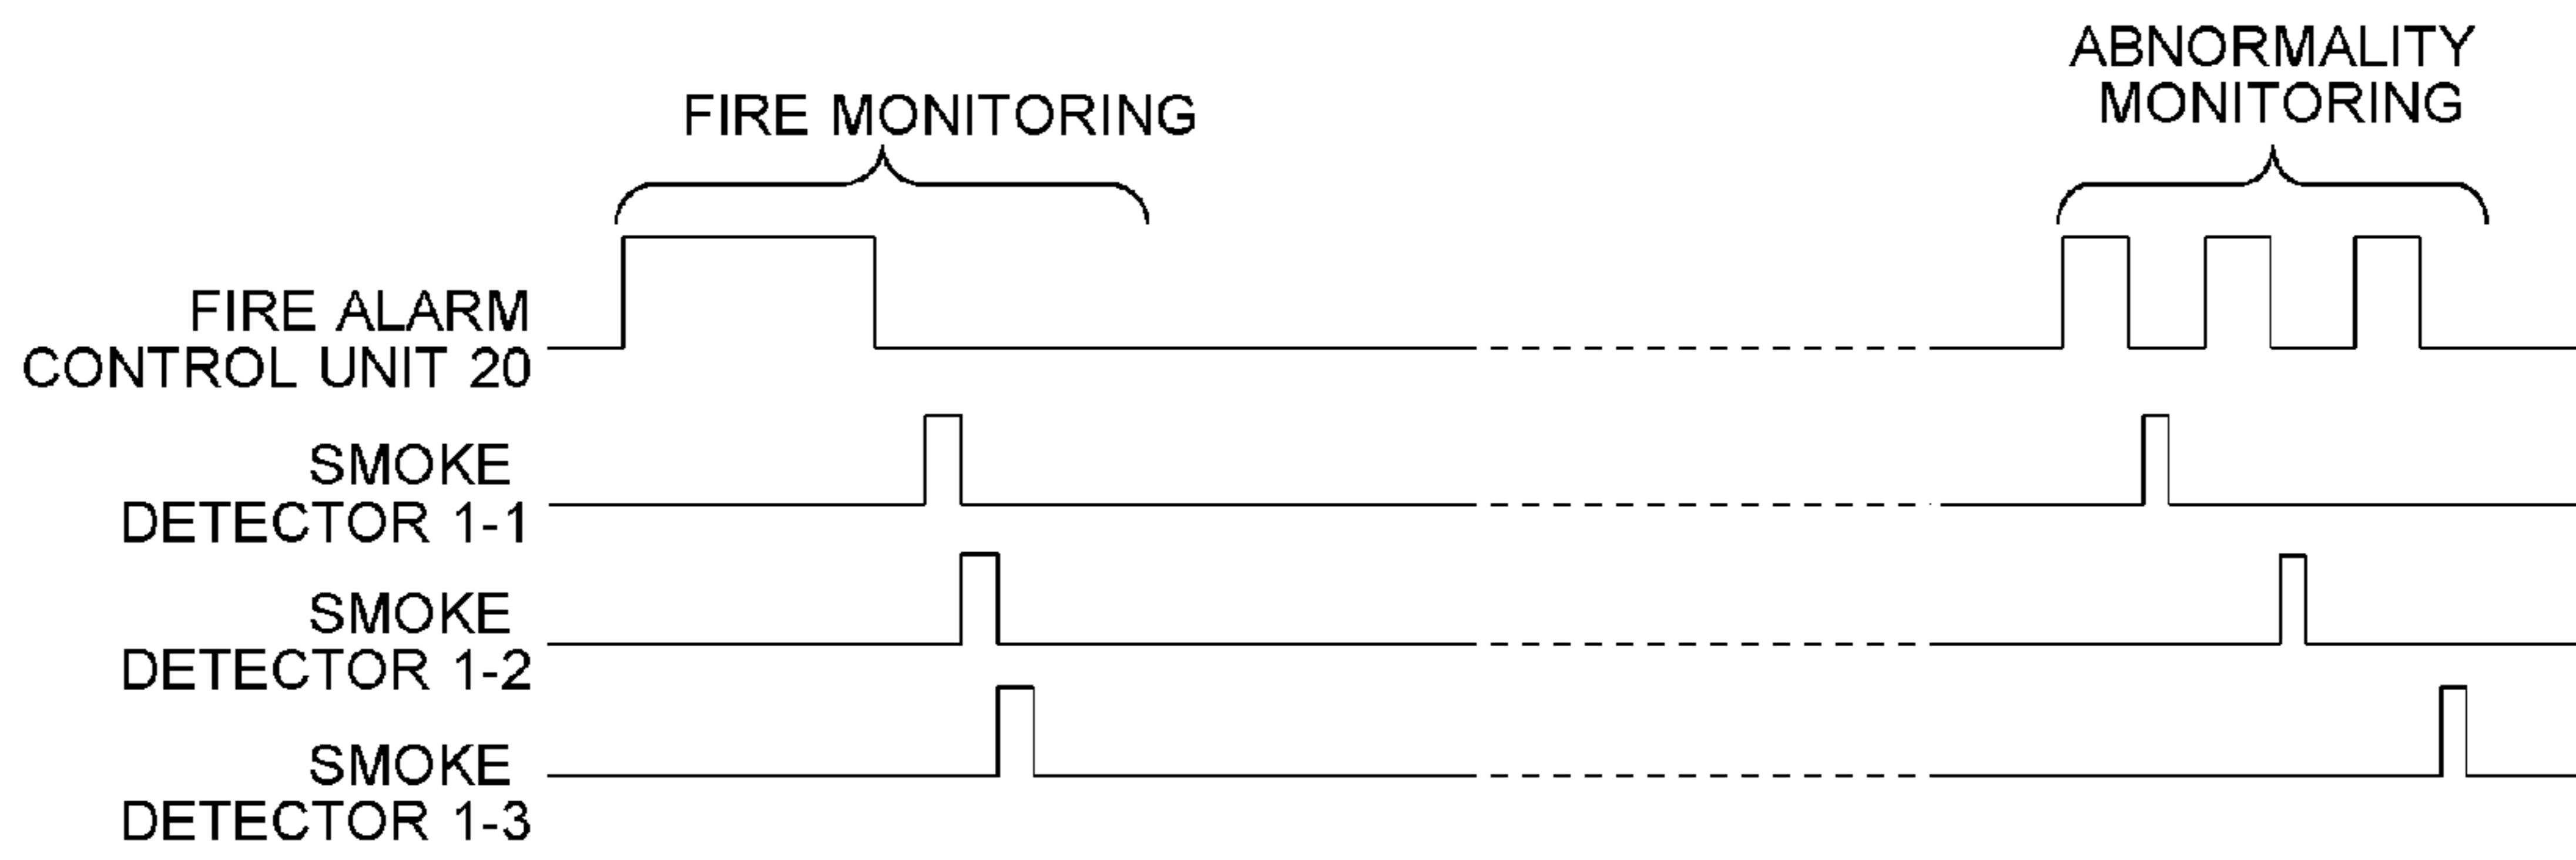 ABNORMALITY
MONITORING
FIRE MONITORING
FIRE ALARM
CONTROL UNIT 20
SMOKE
DETECTOR 1-1
SMOKE
DETECTOR 1-2
SMOKE
DETECTOR 1-3